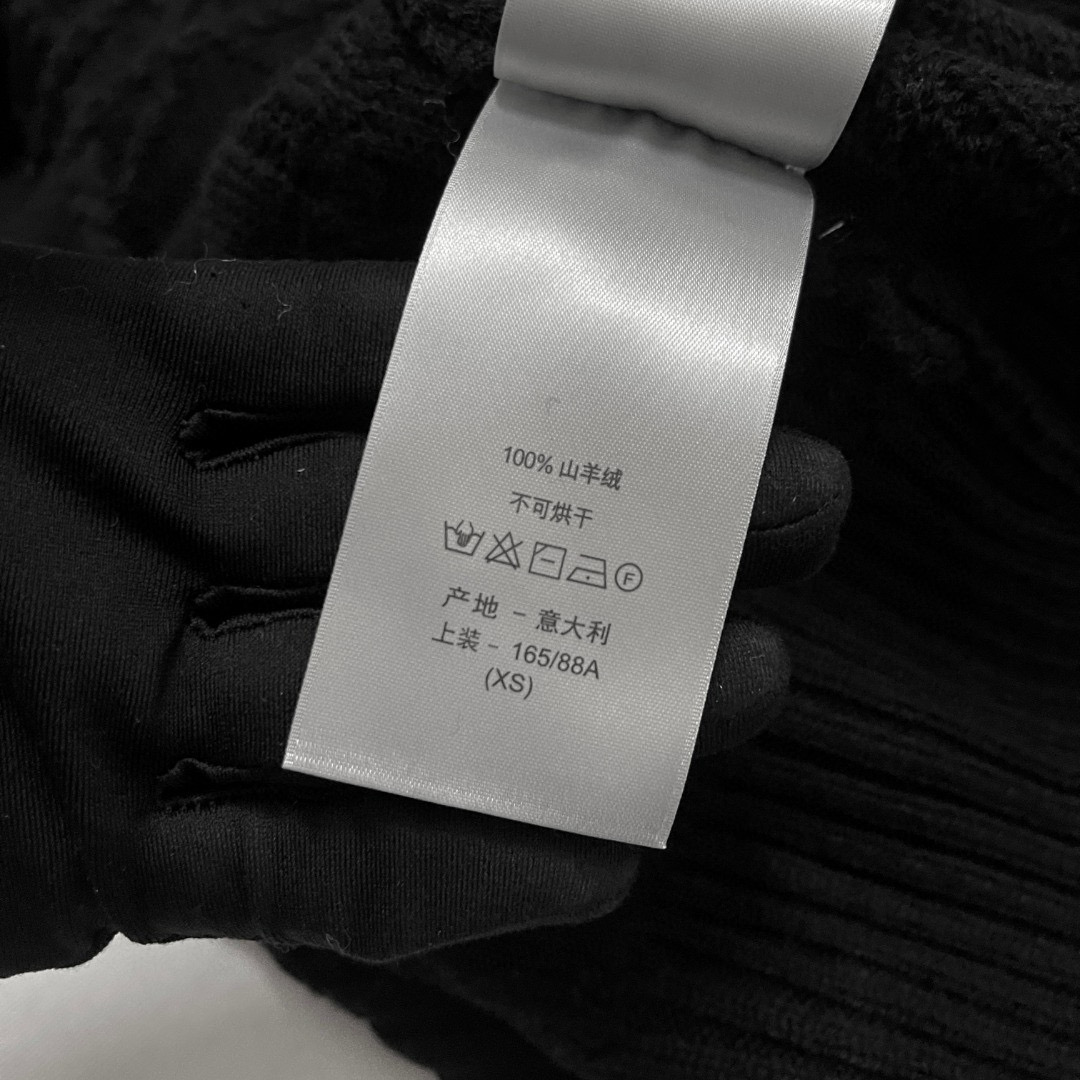 100% 山羊绒
不可烘干
F
产地 - 意大利
上装 - 165/88A
(XS)